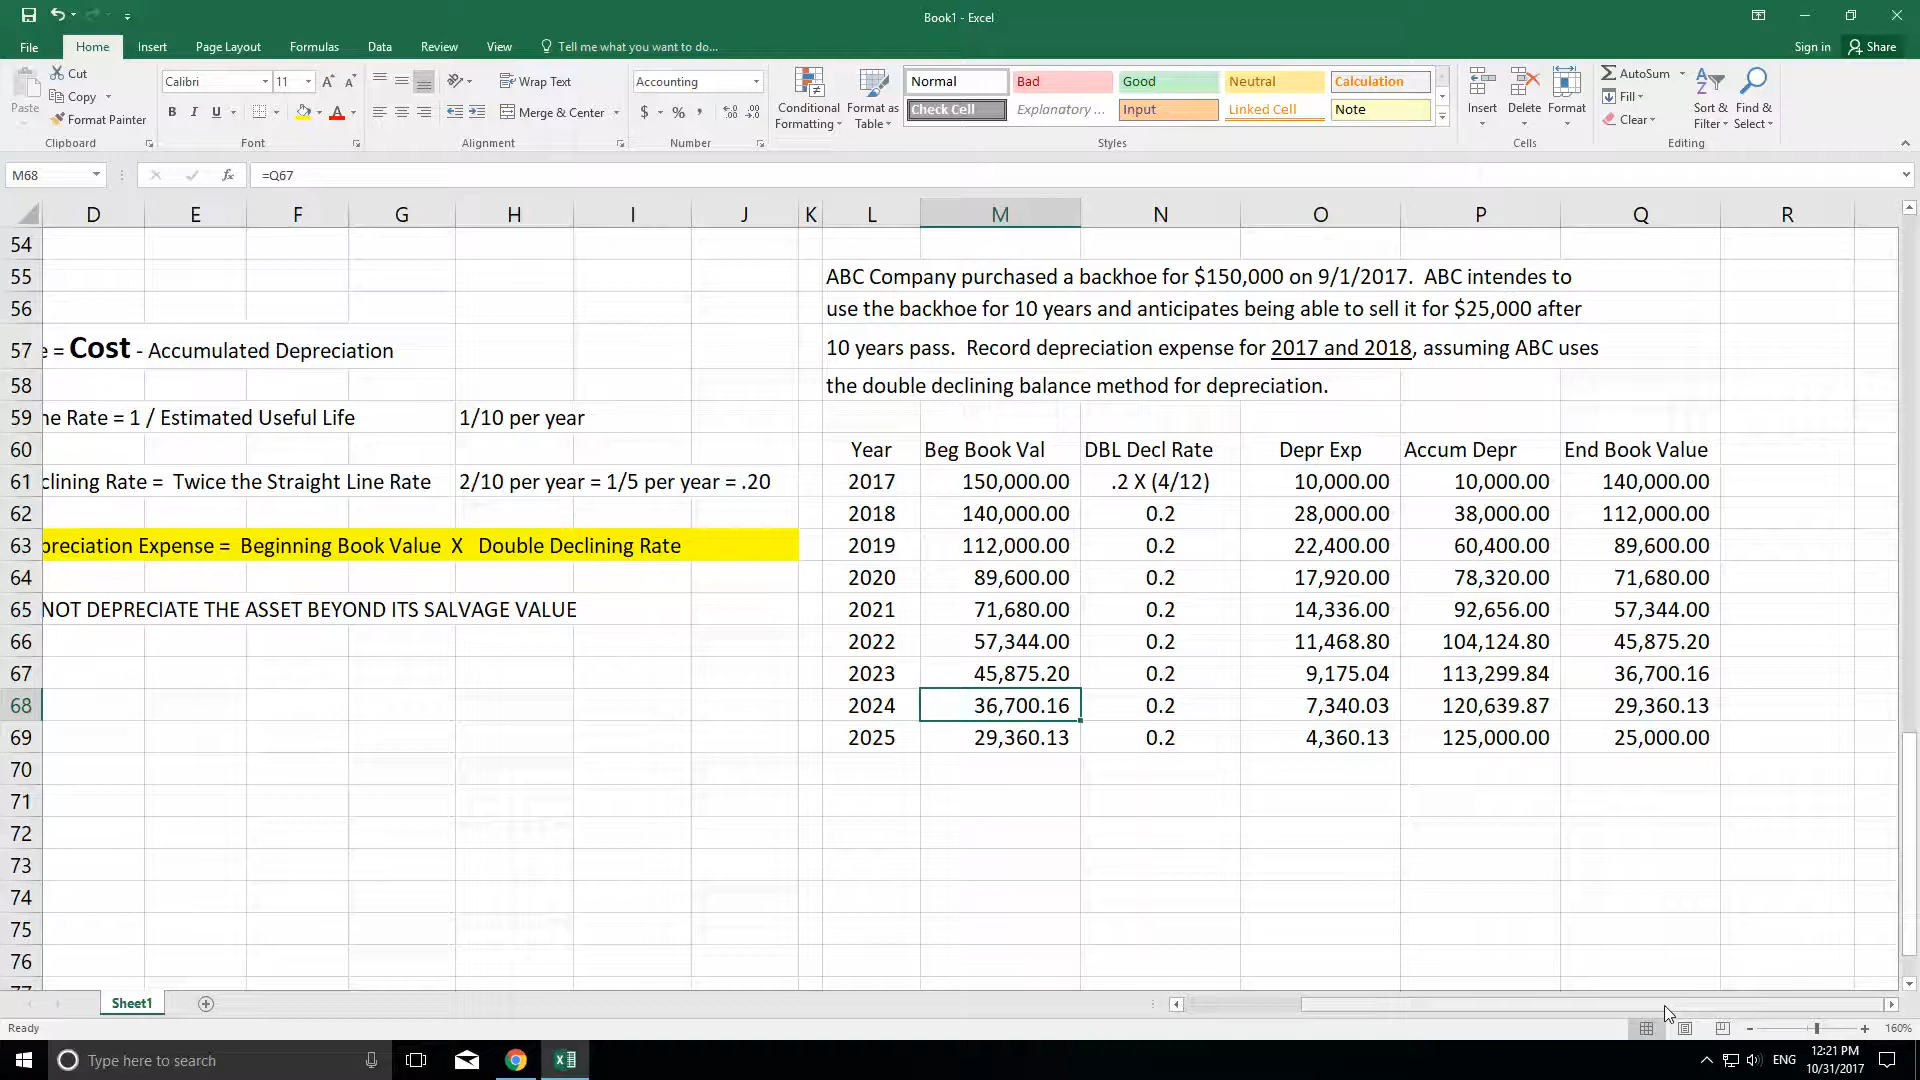 Book1 - Excel
File Home Insert Page Layout Formulas Data Review View Tell me what you want to do... Sign in Share
Paste Cut Copy Format Painter
Calibri 11
B I U
Wrap Text
Merge & Center
Accounting
$ % ,
Conditional Formatting Format as Table
Normal Bad Good Neutral Calculation
Check Cell Explanatory ... Input Linked Cell Note
Insert Delete Format
AutoSum Fill Clear
Sort & Filter Find & Select
Clipboard Font Alignment Number Styles Cells Editing
M68 fx =Q67
D E F G H I J K L M N O P Q R
54
55 ABC Company purchased a backhoe for $150,000 on 9/1/2017. ABC intendes to
56 use the backhoe for 10 years and anticipates being able to sell it for $25,000 after
57 e = Cost - Accumulated Depreciation 10 years pass. Record depreciation expense for 2017 and 2018, assuming ABC uses
58 the double declining balance method for depreciation.
59 ne Rate = 1 / Estimated Useful Life 1/10 per year
60 Year Beg Book Val DBL Decl Rate Depr Exp Accum Depr End Book Value
61 clining Rate = Twice the Straight Line Rate 2/10 per year = 1/5 per year = .20 2017 150,000.00 .2 X (4/12) 10,000.00 10,000.00 140,000.00
62 2018 140,000.00 0.2 28,000.00 38,000.00 112,000.00
63 preciation Expense = Beginning Book Value X Double Declining Rate 2019 112,000.00 0.2 22,400.00 60,400.00 89,600.00
64 2020 89,600.00 0.2 17,920.00 78,320.00 71,680.00
65 NOT DEPRECIATE THE ASSET BEYOND ITS SALVAGE VALUE 2021 71,680.00 0.2 14,336.00 92,656.00 57,344.00
66 2022 57,344.00 0.2 11,468.80 104,124.80 45,875.20
67 2023 45,875.20 0.2 9,175.04 113,299.84 36,700.16
68 2024 36,700.16 0.2 7,340.03 120,639.87 29,360.13
69 2025 29,360.13 0.2 4,360.13 125,000.00 25,000.00
70
71
72
73
74
75
76
77
Sheet1
Ready 160%
Type here to search ENG 12:21 PM
10/31/2017